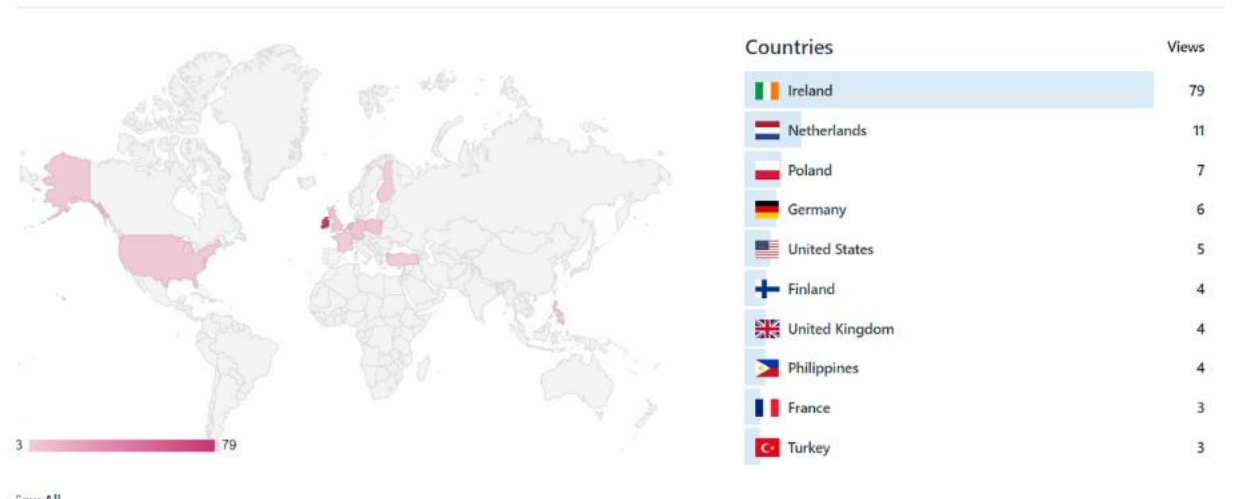 Countries Views
Ireland 79
Netherlands 11
Poland 7
Germany 6
United States 5
Finland 4
United Kingdom 4
Philippines 4
France 3
Turkey 3
3 79
All